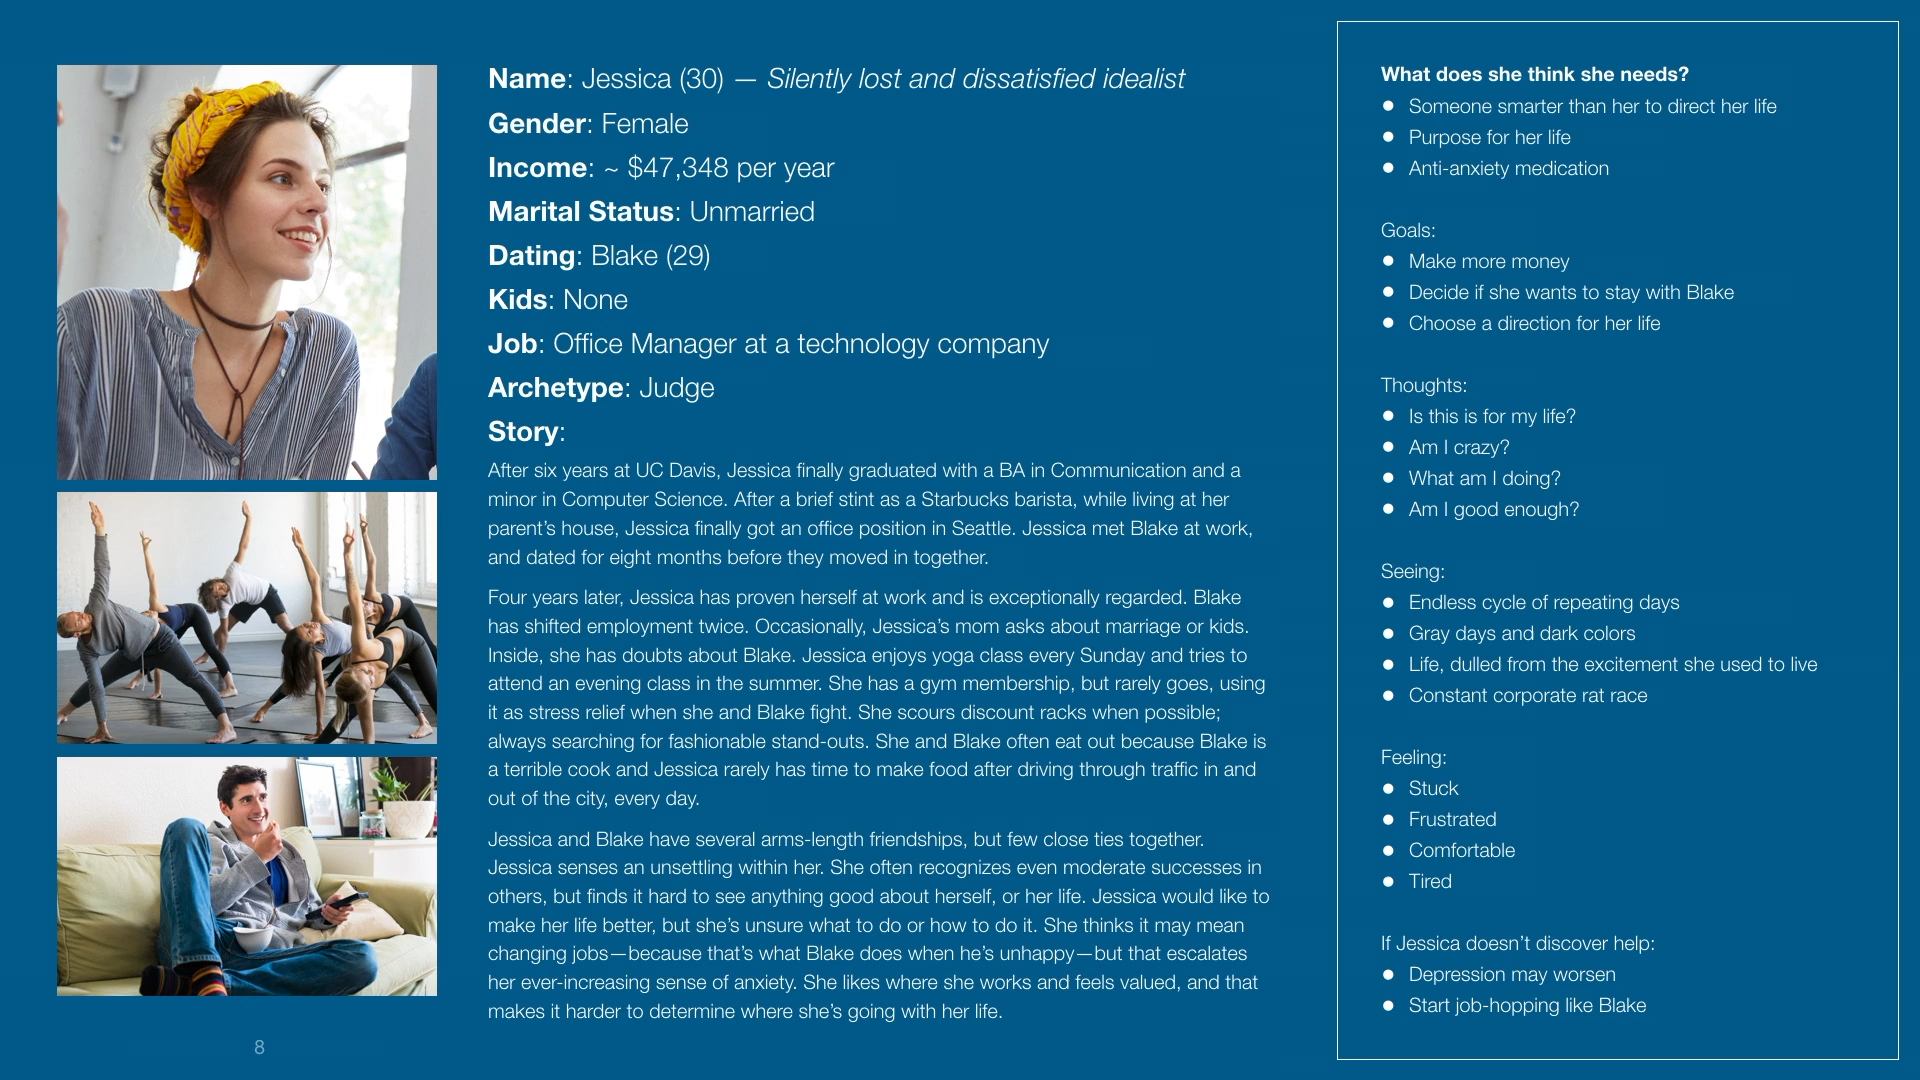 Name: Jessica (30) — Silently lost and dissatisfied idealist
Gender: Female
Income: ~ $47,348 per year
Marital Status: Unmarried
Dating: Blake (29)
Kids: None
Job: Office Manager at a technology company
Archetype: Judge
Story:
After six years at UC Davis, Jessica finally graduated with a BA in Communication and a
minor in Computer Science. After a brief stint as a Starbucks barista, while living at her
parent’s house, Jessica finally got an office position in Seattle. Jessica met Blake at work,
and dated for eight months before they moved in together.
Four years later, Jessica has proven herself at work and is exceptionally regarded. Blake
has shifted employment twice. Occasionally, Jessica’s mom asks about marriage or kids.
Inside, she has doubts about Blake. Jessica enjoys yoga class every Sunday and tries to
attend an evening class in the summer. She has a gym membership, but rarely goes, using
it as stress relief when she and Blake fight. She scours discount racks when possible;
always searching for fashionable stand-outs. She and Blake often eat out because Blake is
a terrible cook and Jessica rarely has time to make food after driving through traffic in and
out of the city, every day.
Jessica and Blake have several arms-length friendships, but few close ties together.
Jessica senses an unsettling within her. She often recognizes even moderate successes in
others, but finds it hard to see anything good about herself, or her life. Jessica would like to
make her life better, but she’s unsure what to do or how to do it. She thinks it may mean
changing jobs—because that’s what Blake does when he’s unhappy—but that escalates
her ever-increasing sense of anxiety. She likes where she works and feels valued, and that
makes it harder to determine where she’s going with her life.
8
What does she think she needs?
● Someone smarter than her to direct her life
● Purpose for her life
● Anti-anxiety medication
Goals:
● Make more money
● Decide if she wants to stay with Blake
● Choose a direction for her life
Thoughts:
● Is this is for my life?
● Am I crazy?
● What am I doing?
● Am I good enough?
Seeing:
● Endless cycle of repeating days
● Gray days and dark colors
● Life, dulled from the excitement she used to live
● Constant corporate rat race
Feeling:
● Stuck
● Frustrated
● Comfortable
● Tired
If Jessica doesn’t discover help:
● Depression may worsen
● Start job-hopping like Blake